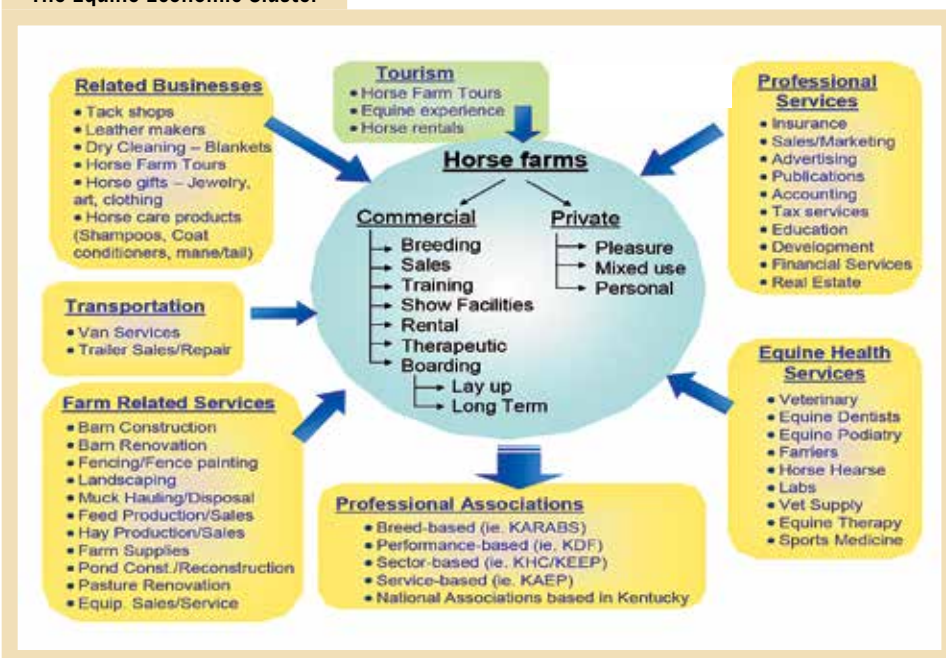 The Equine Economic Cluster
Related Businesses
• Tack shops
• Leather makers
• Dry Cleaning – Blankets
• Horse Farm Tours
• Horse gifts – Jewelry,
art, clothing
• Horse care products
(Shampoos, Coat
conditioners, mane/tail)
Tourism
• Horse Farm Tours
• Equine experience
• Horse rentals
Professional
Services
• Insurance
• Sales/Marketing
• Advertising
• Publications
• Accounting
• Tax services
• Education
• Development
• Financial Services
• Real Estate
Horse farms
Commercial
Breeding
Sales
Training
Show Facilities
Rental
Therapeutic
Boarding
Lay up
Long Term
Private
Pleasure
Mixed use
Personal
Transportation
• Van Services
• Trailer Sales/Repair
Equine Health
Services
• Veterinary
• Equine Dentists
• Equine Podiatry
• Farriers
• Horse Hearse
• Labs
• Vet Supply
• Equine Therapy
• Sports Medicine
Farm Related Services
• Barn Construction
• Barn Renovation
• Fencing/Fence painting
• Landscaping
• Muck Hauling/Disposal
• Feed Production/Sales
• Hay Production/Sales
• Farm Supplies
• Pond Const./Reconstruction
• Pasture Renovation
• Equip. Sales/Service
Professional Associations
• Breed-based (ie. KARABS)
• Performance-based (ie. KDF)
• Sector-based (ie. KHC/KEEP)
• Service-based (ie. KAEP)
• National Associations based in Kentucky